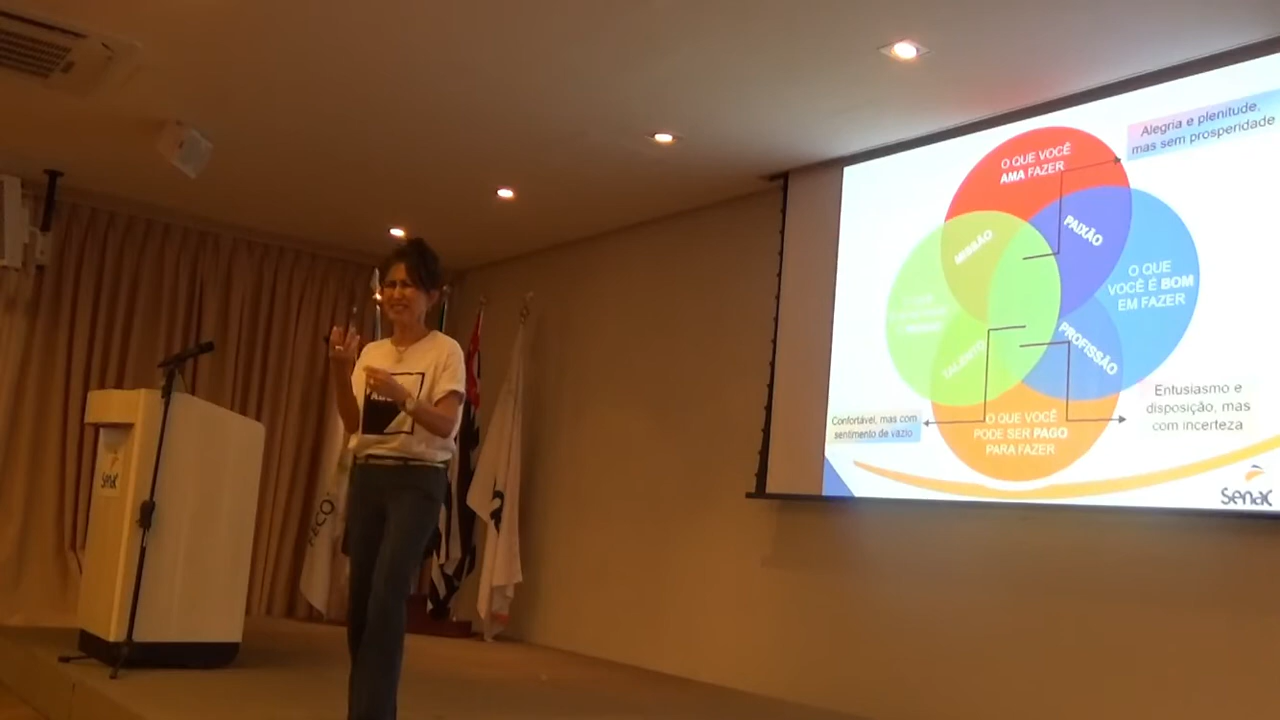 Alegria e plenitude,
mas sem prosperidade
O QUE VOCÊ
AMA FAZER
MISSÃO
PAIXÃO
O QUE
VOCÊ É BOM
EM FAZER
TALENTO
PROFISSÃO
Confortável, mas com
sentimento de vazio
O QUE VOCÊ
PODE SER PAGO
PARA FAZER
Entusiasmo e
disposição, mas
com incerteza
Senac
Senac
FECO